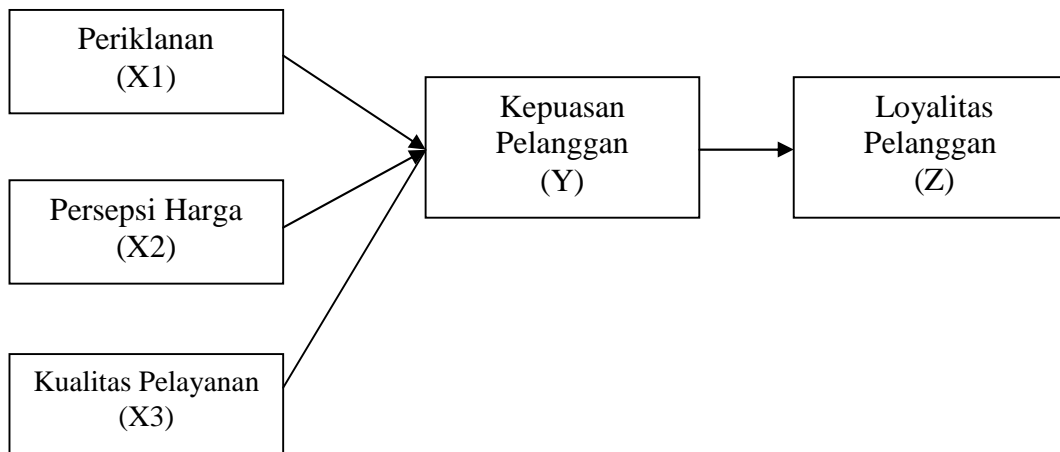 Periklanan
(X1)
Persepsi Harga
(X2)
Kualitas Pelayanan
(X3)
Kepuasan
Pelanggan
(Y)
Loyalitas
Pelanggan
(Z)